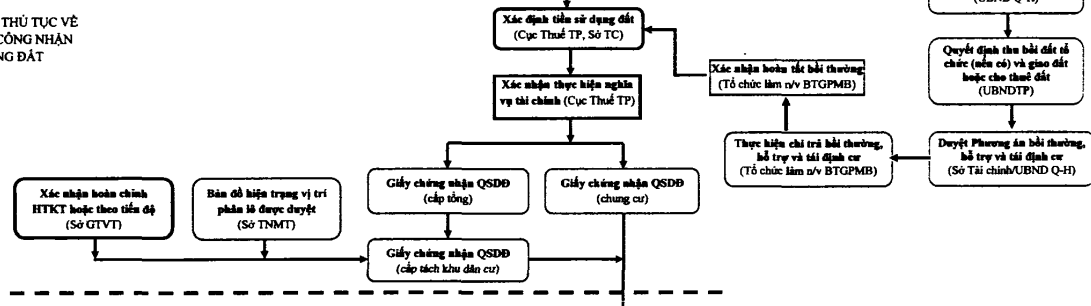 THỦ TỤC VỀ
CÔNG NHẬN
NG ĐẤT
Xác định tiền sử dụng đất
(Cục Thuế TP, Sở TC)
Xác nhận thực hiện nghĩa
vụ tài chính (Cục Thuế TP)
Xác nhận hoàn tất bồi thường
(Tổ chức làm n/v BTGPMB)
(UBND Q-H)
Quyết định thu hồi đất tổ
chức (nếu có) và giao đất
hoặc cho thuê đất
(UBNDTP)
Thực hiện chi trả bồi thường,
hỗ trợ và tái định cư
(Tổ chức làm n/v BTGPMB)
Duyệt Phương án bồi thường,
hỗ trợ và tái định cư
(Sở Tài chính/UBND Q-H)
Xác nhận hoàn chỉnh
HTKT hoặc theo tiến độ
(Sở GTVT)
Bản đồ hiện trạng vị trí
phân lô được duyệt
(Sở TNMT)
Giấy chứng nhận QSDĐ
(cấp tổng)
Giấy chứng nhận QSDĐ
(chung cư)
Giấy chứng nhận QSDĐ
(cấp tách khu dân cư)